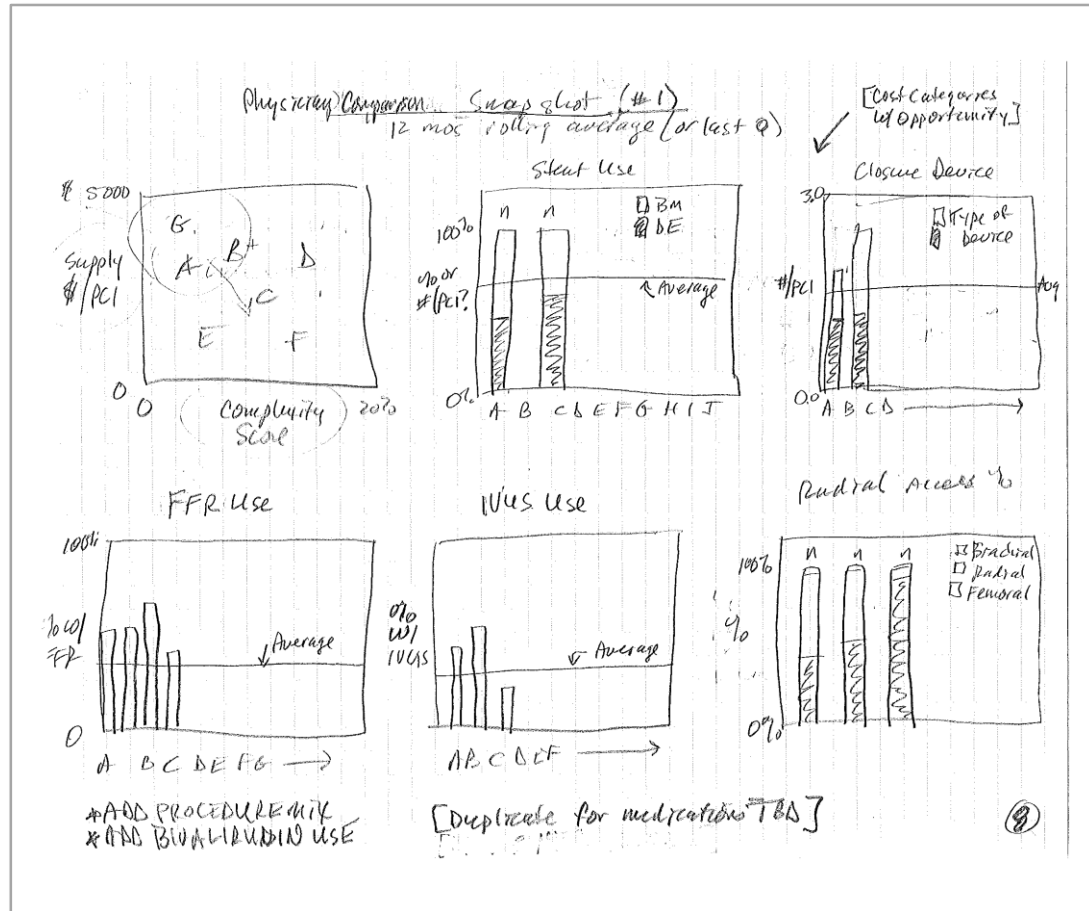 Physician Comparison Snapshot (#1)
12 mos rolling average (or last Q)
[Cost Categories
w/ opportunity]
$ 5000
Supply
$/PCI
0
G
A
B+
D
C
E
F
0
Complexity
Score
20%
Stent Use
100%
% or
#/PCI?
0%
n n
BM
DE
Average
A B C D E F G H I J
Closure Device
3.0
#/PCI
0.0
Type of
Device
Avg
A B C D
FFR Use
100%
% w/
FFR
0
Average
A B C D E F G
IVUS Use
%
w/
IVUS
Average
A B C D E F
Radial Access %
100%
%
0%
n n n
Bradial
Radial
Femoral
*ADD PROCEDURE MIX
*ADD BIVALIRUDIN USE
[Duplicate for medications TBD]
8